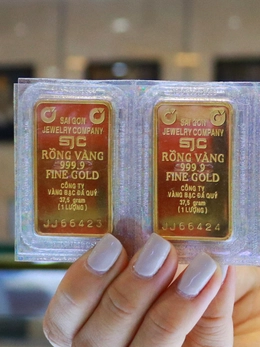 SAI GON
JEWELRY COMPANY
SJC
RỒNG VÀNG
999.9
FINE GOLD
CÔNG TY
VÀNG BẠC ĐÁ QUÝ
37,5 gram
(1 LƯỢNG)
JJ66423
SAI GON
JEWELRY COMPANY
SJC
RỒNG VÀNG
999.9
FINE GOLD
CÔNG TY
VÀNG BẠC ĐÁ QUÝ
37,5 gram
(1 LƯỢNG)
JJ66424